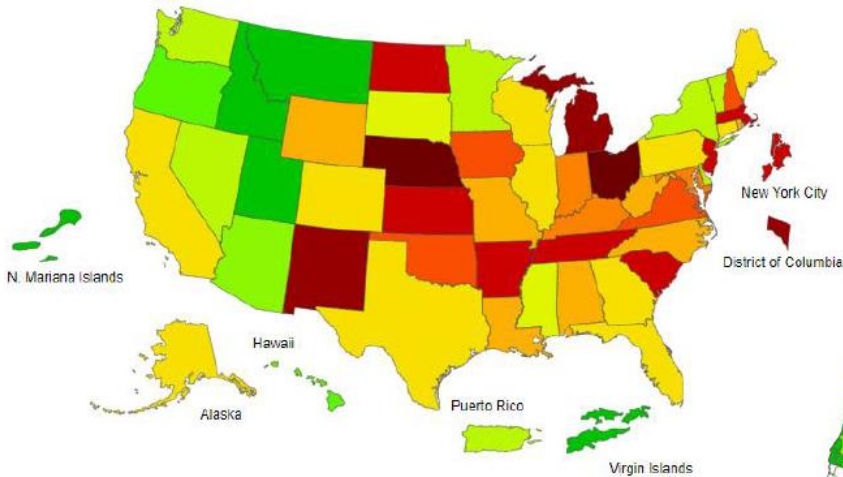 New York City
District of Columbia
N. Mariana Islands
Hawaii
Alaska
Puerto Rico
Virgin Islands